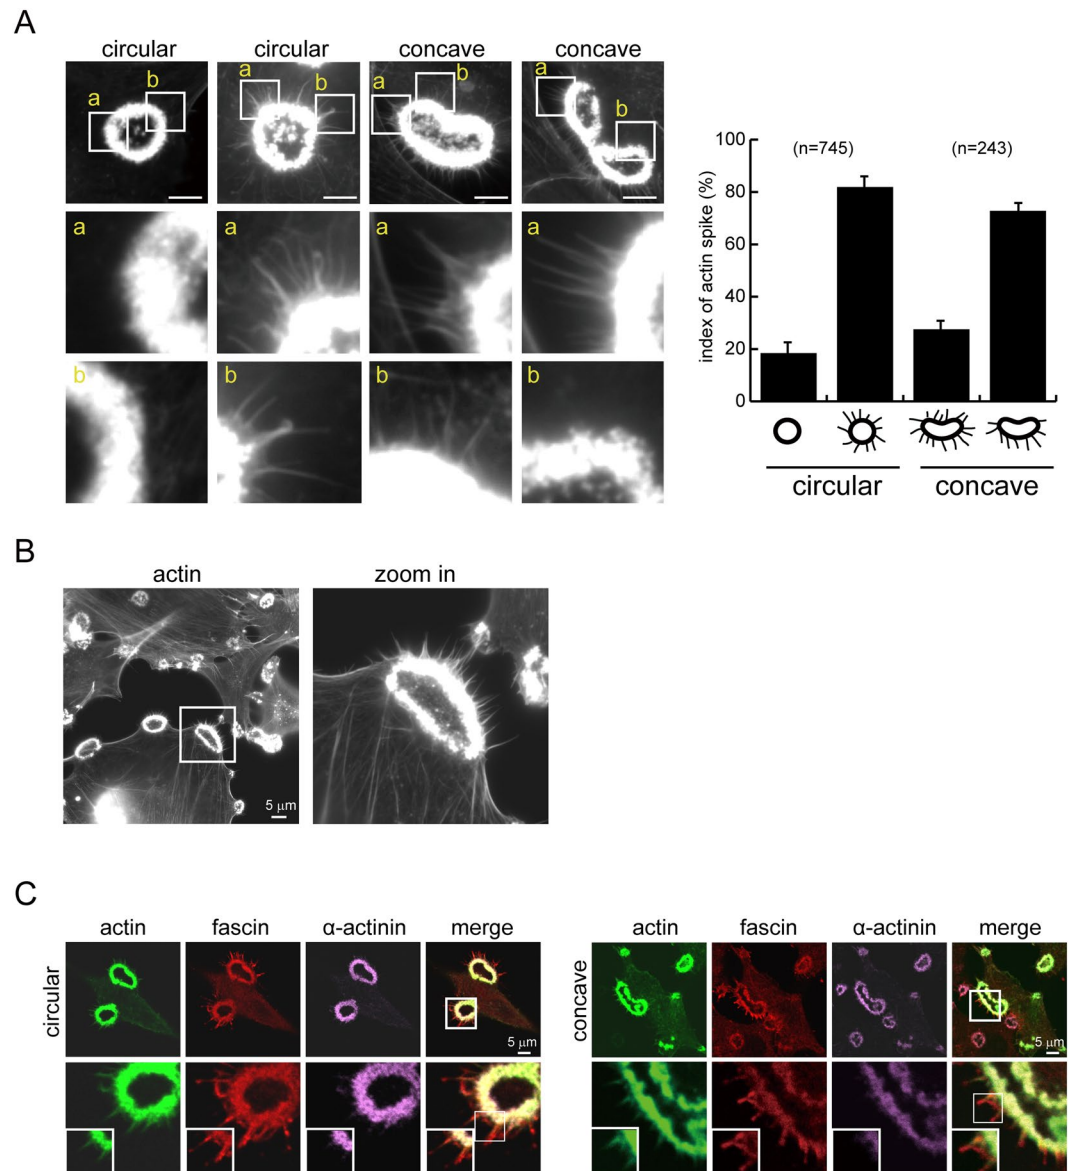 A
circular
circular
concave
concave
a
b
a
b
a
b
a
b
a
a
a
a
b
b
b
b
index of actin spike (%)
100
80
60
40
20
0
(n=745)
(n=243)
circular
concave
B
actin
zoom in
5 μm
C
circular
actin
fascin
α-actinin
merge
5 μm
concave
actin
fascin
α-actinin
merge
5 μm